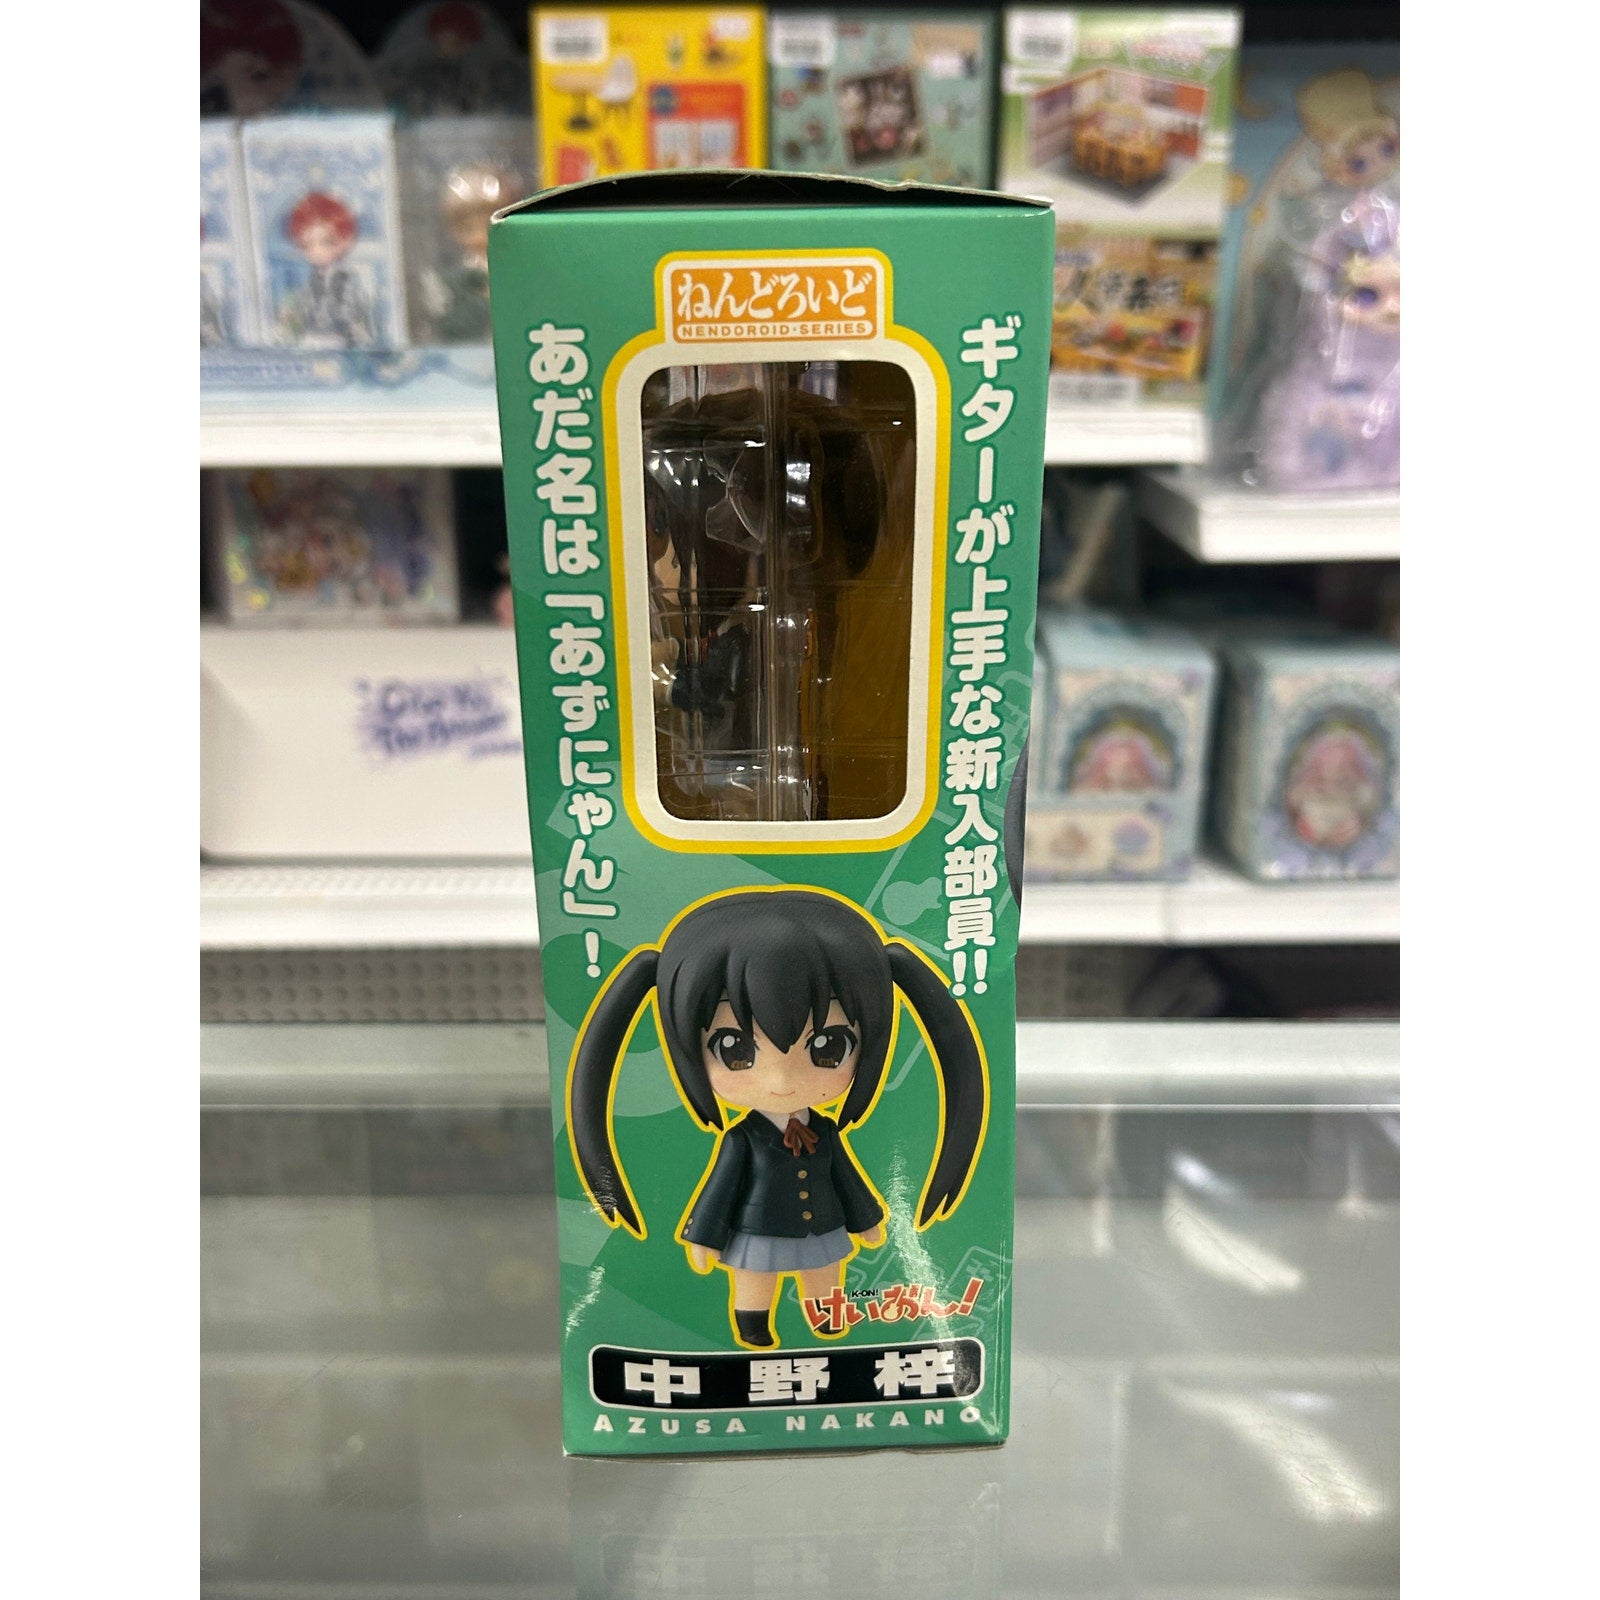 ねんどろいど
NENDOROID・SERIES
ギターが上手な新入部員!!
あだ名は「あずにゃん」!
K-ON!
けいおん!
中野梓
AZUSA NAKANO